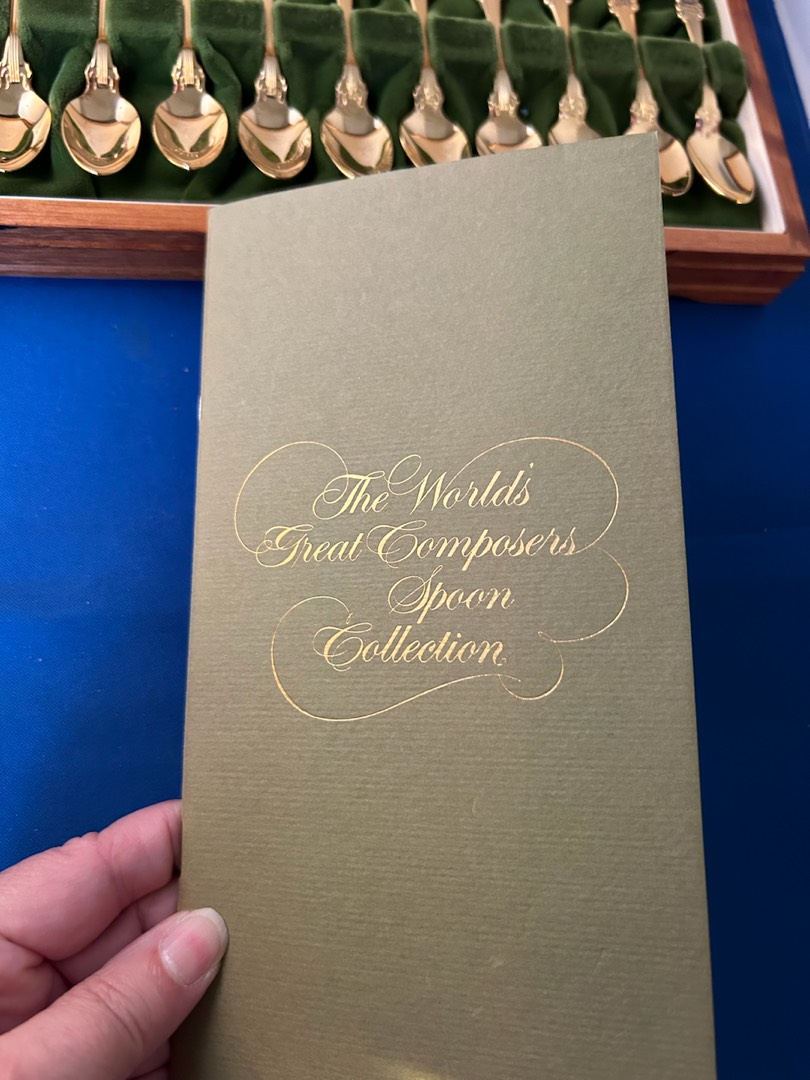 The World's
Great Composers
Spoon
Collection